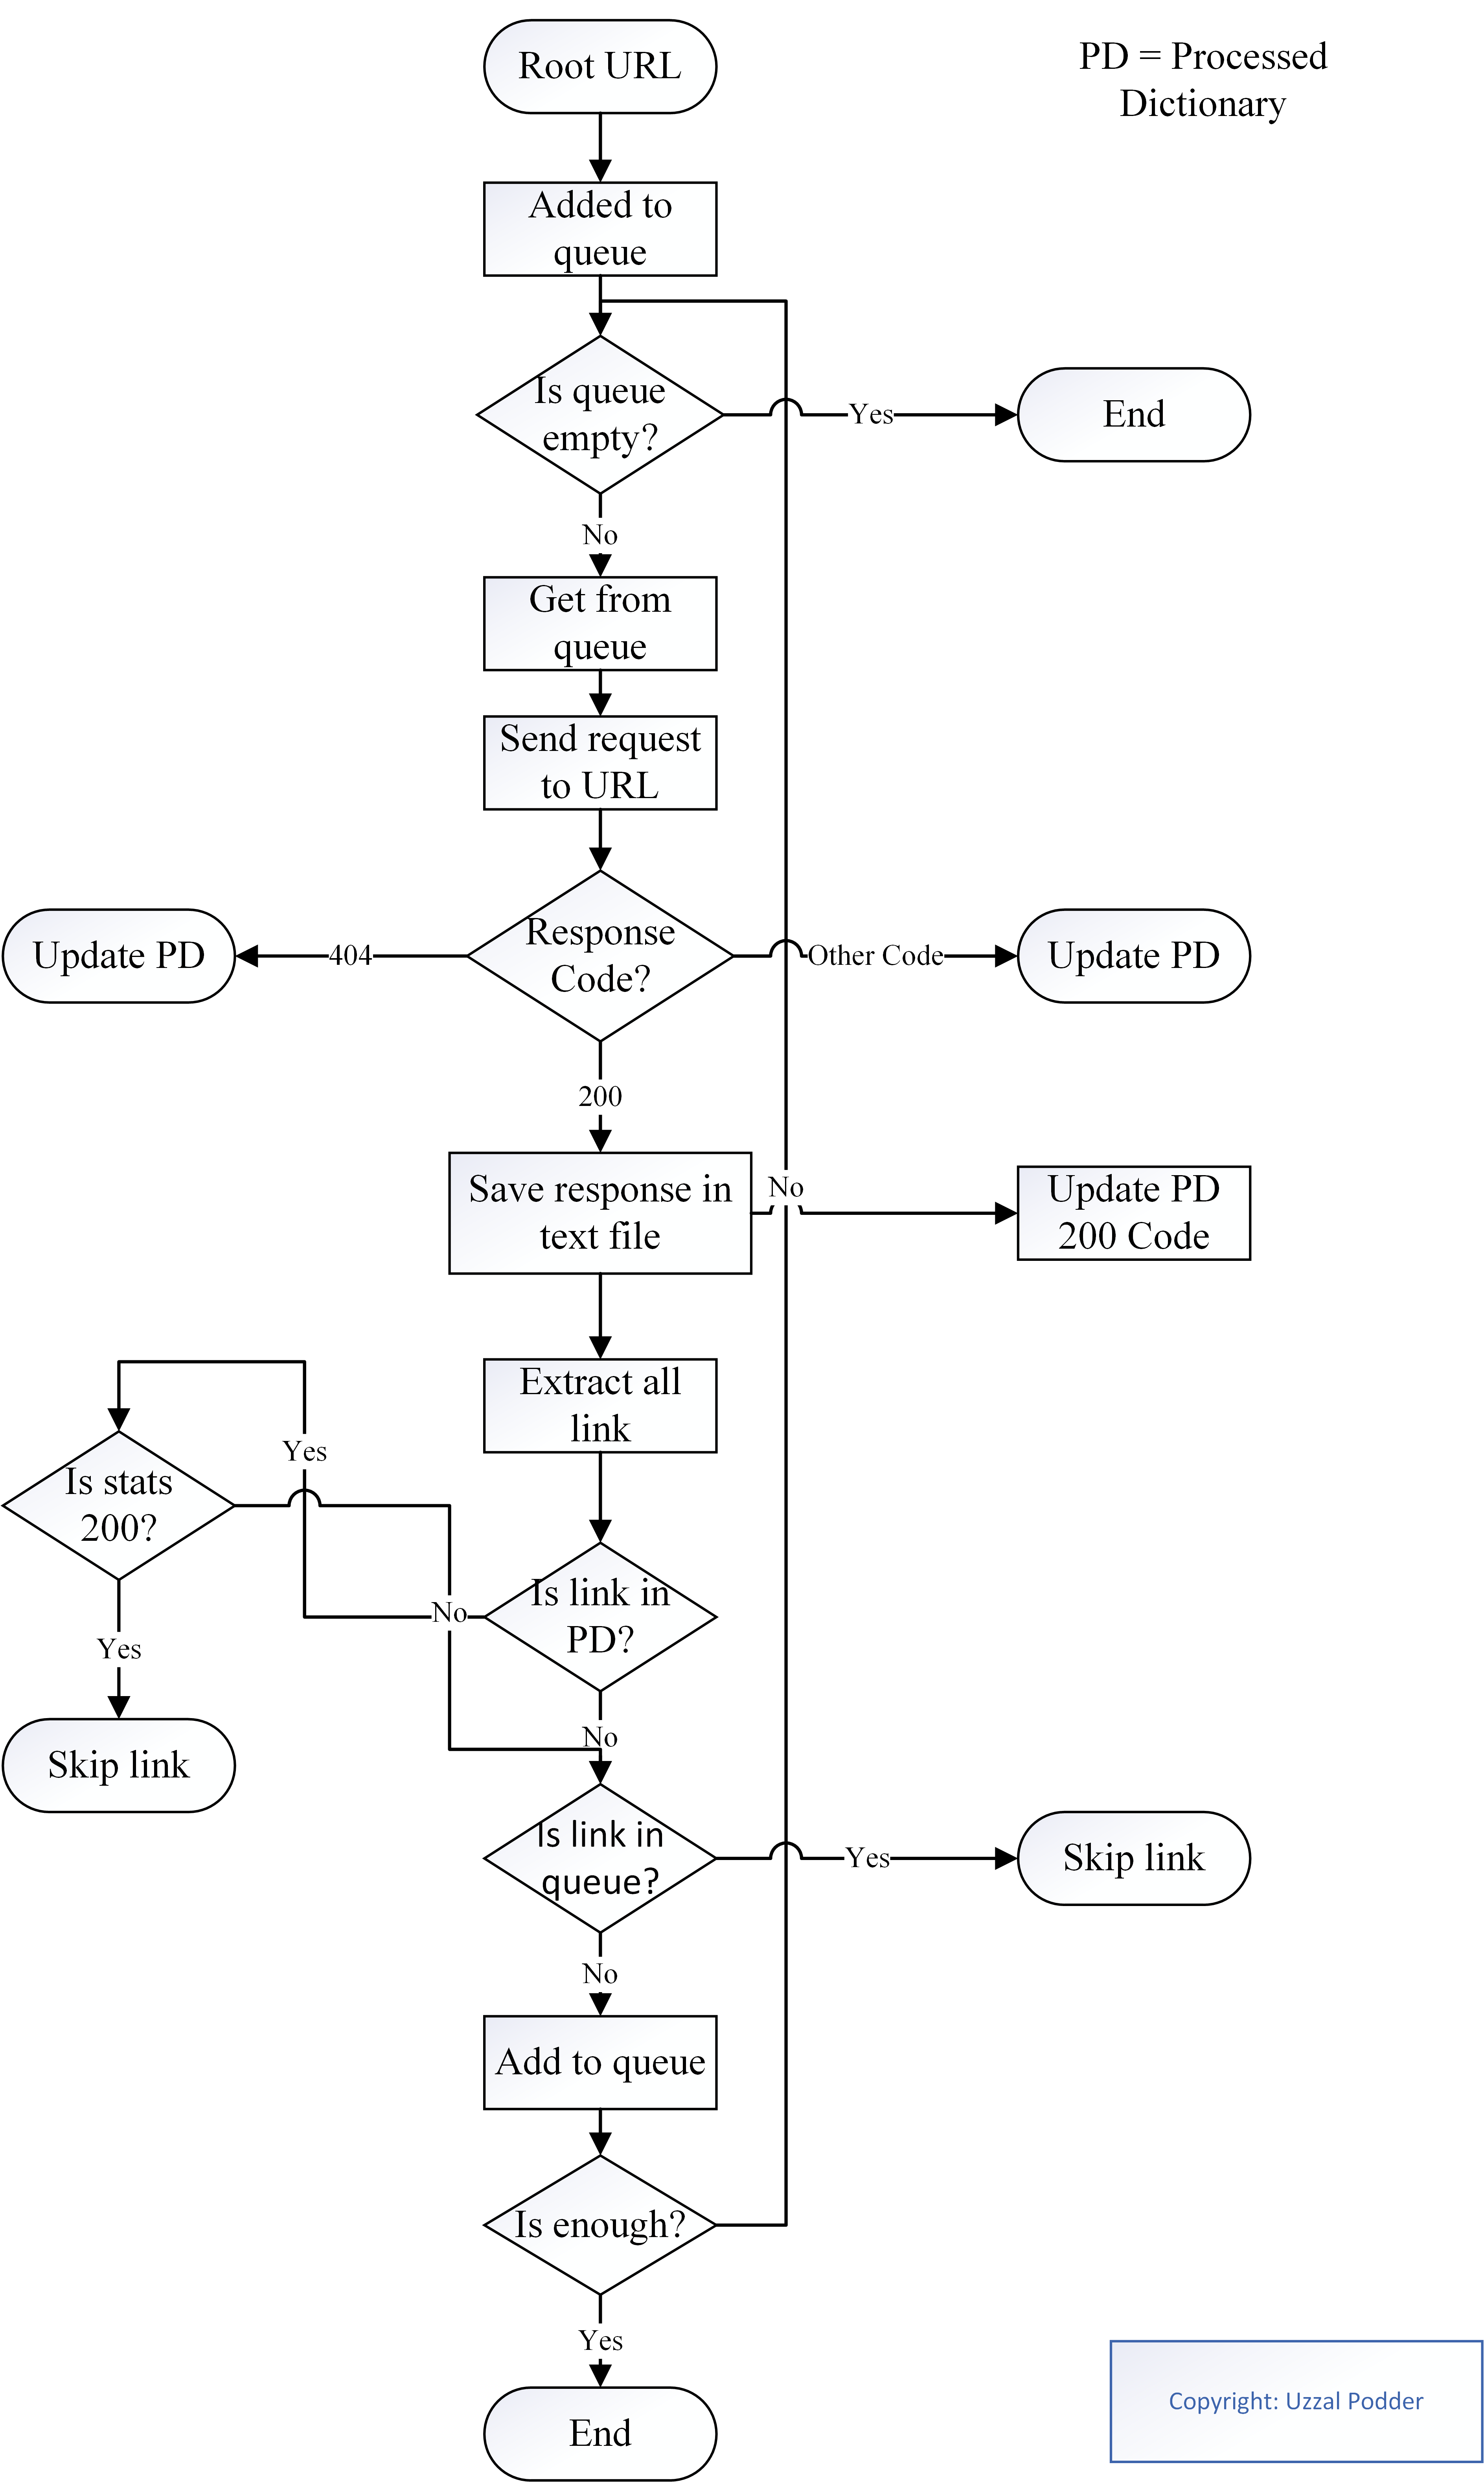 Root URL
PD = Processed
Dictionary
Added to
queue
Is queue
empty?
Yes
End
No
Get from
queue
Send request
to URL
Response
Code?
404
Update PD
Other Code
Update PD
200
Save response in
text file
No
Update PD
200 Code
Extract all
link
Yes
Is stats
200?
No
Is link in
PD?
Yes
No
Skip link
Is link in
queue?
Yes
Skip link
No
Add to queue
Is enough?
Yes
End
Copyright: Uzzal Podder